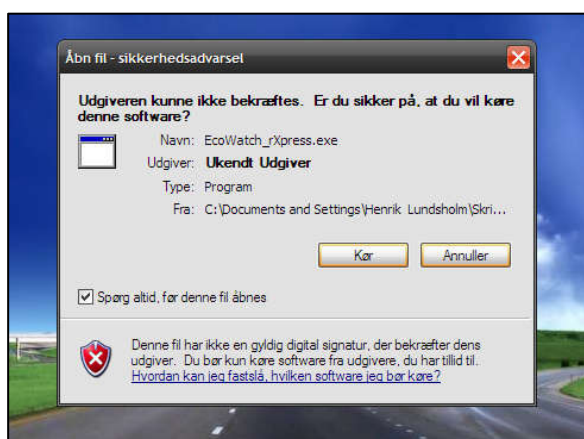 Åbn fil - sikkerhedsadvarsel
Udgiveren kunne ikke bekræftes. Er du sikker på, at du vil køre
denne software?
Navn: EcoWatch_rXpress.exe
Udgiver: Ukendt Udgiver
Type: Program
Fra: C:\Documents and Settings\Henrik Lundsholm\Skri...
Kør Annuller
Spørg altid, før denne fil åbnes
Denne fil har ikke en gyldig digital signatur, der bekræfter dens
udgiver. Du bør kun køre software fra udgivere, du har tillid til.
Hvordan kan jeg fastslå, hvilken software jeg bør køre?